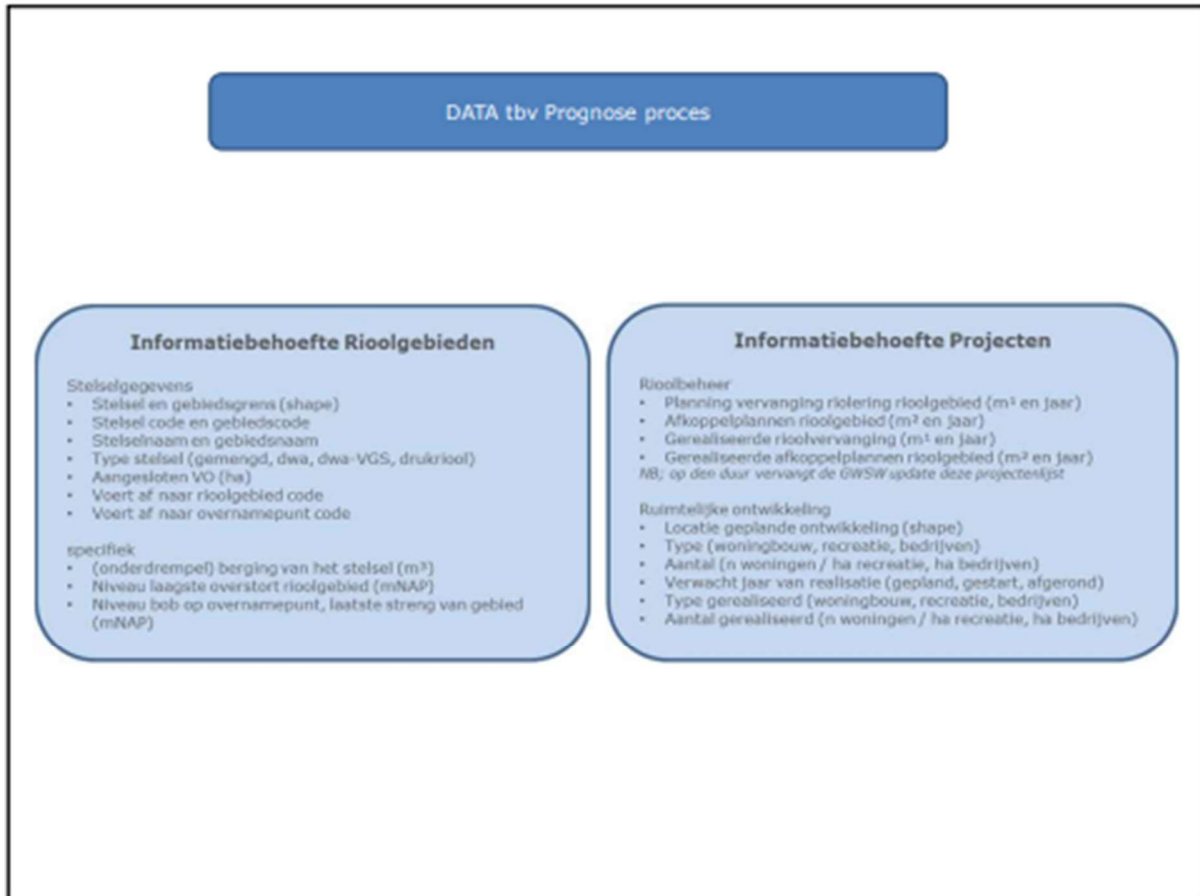 DATA tbv Prognose proces
Informatiebehoefte Rioolgebieden
Stelselgegevens
• Stelsel en gebiedsgrens (shape)
• Stelsel code en gebiedscode
• Stelselnaam en gebiedsnaam
• Type stelsel (gemengd, dwa, dwa-VGS, drukriool)
• Aangesloten VO (ha)
• Voert af naar rioolgebied code
• Voert af naar overnamepunt code
specifiek
• (onderdrempel) berging van het stelsel (m³)
• Niveau laagste overstort rioolgebied (mNAP)
• Niveau bob op overnamepunt, laatste streng van gebied
(mNAP)
Informatiebehoefte Projecten
Rioolbeheer
• Planning vervanging riolering rioolgebied (m¹ en jaar)
• Afkoppelplannen rioolgebied (m² en jaar)
• Gerealiseerde rioolvervanging (m¹ en jaar)
• Gerealiseerde afkoppelplannen rioolgebied (m² en jaar)
NB; op den duur vervangt de GWSW update deze projectenlijst
Ruimtelijke ontwikkeling
• Locatie geplande ontwikkeling (shape)
• Type (woningbouw, recreatie, bedrijven)
• Aantal (n woningen / ha recreatie, ha bedrijven)
• Verwacht jaar van realisatie (gepland, gestart, afgerond)
• Type gerealiseerd (woningbouw, recreatie, bedrijven)
• Aantal gerealiseerd (n woningen / ha recreatie, ha bedrijven)